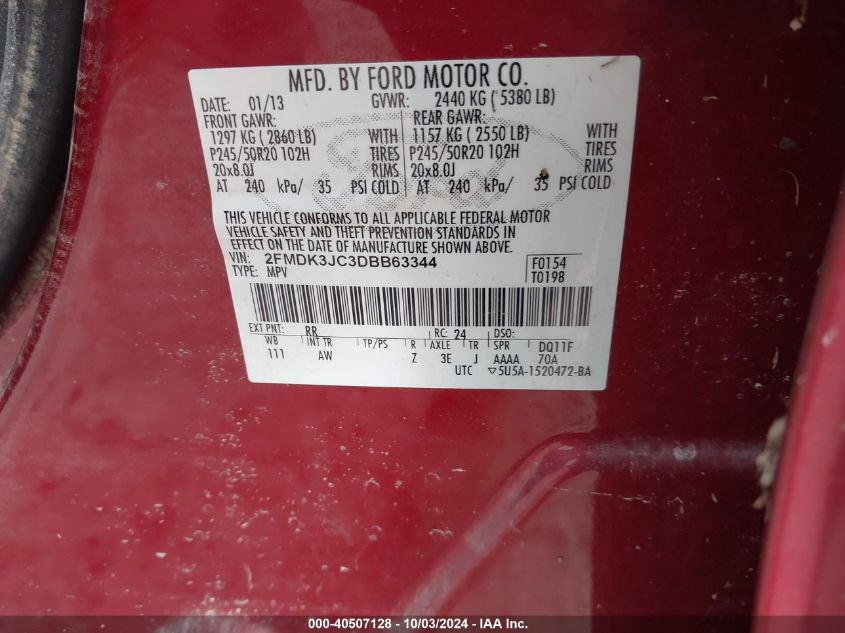 MFD. BY FORD MOTOR CO.
DATE: 01/13 GVWR: 2440 KG ( 5380 LB)
FRONT GAWR: REAR GAWR:
1297 KG ( 2860 LB) WITH 1157 KG ( 2550 LB) WITH
P245/50R20 102H TIRES P245/50R20 102H TIRES
20x8.0J RIMS 20x8.0J RIMS
AT 240 kPa/ 35 PSI COLD AT 240 kPa/ 35 PSI COLD
THIS VEHICLE CONFORMS TO ALL APPLICABLE FEDERAL MOTOR
VEHICLE SAFETY AND THEFT PREVENTION STANDARDS IN
EFFECT ON THE DATE OF MANUFACTURE SHOWN ABOVE.
VIN: 2FMDK3JC3DBB63344 F0154
TYPE: MPV T0198
EXT PNT: RR RC: 24 DSO:
WB INT TR TP/PS R AXLE TR SPR DQ11F
111 AW Z 3E J AAAA 70A
UTC ▽5U5A-1520472-BA
Ford
000-40507128 - 10/03/2024 - IAAI.com